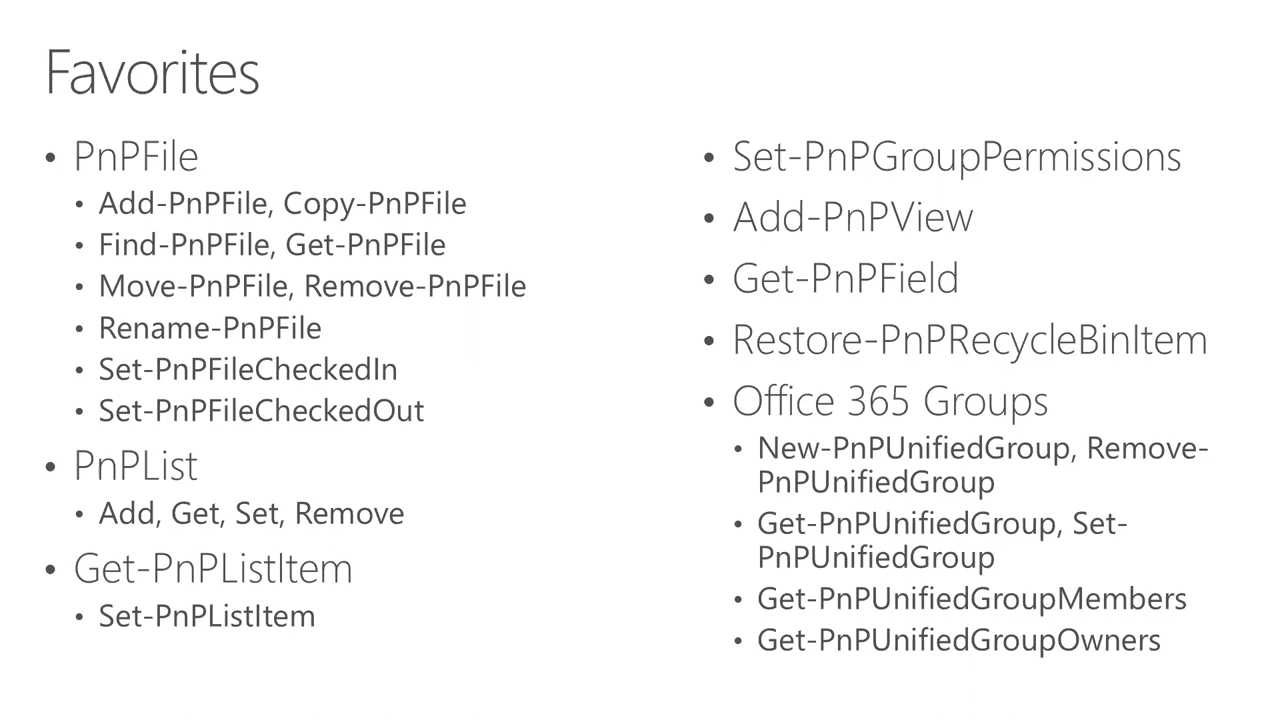 Favorites
• PnPFile
• Add-PnPFile, Copy-PnPFile
• Find-PnPFile, Get-PnPFile
• Move-PnPFile, Remove-PnPFile
• Rename-PnPFile
• Set-PnPFileCheckedIn
• Set-PnPFileCheckedOut
• PnPList
• Add, Get, Set, Remove
• Get-PnPListItem
• Set-PnPListItem
• Set-PnPGroupPermissions
• Add-PnPView
• Get-PnPField
• Restore-PnPRecycleBinItem
• Office 365 Groups
• New-PnPUnifiedGroup, Remove-
PnPUnifiedGroup
• Get-PnPUnifiedGroup, Set-
PnPUnifiedGroup
• Get-PnPUnifiedGroupMembers
• Get-PnPUnifiedGroupOwners